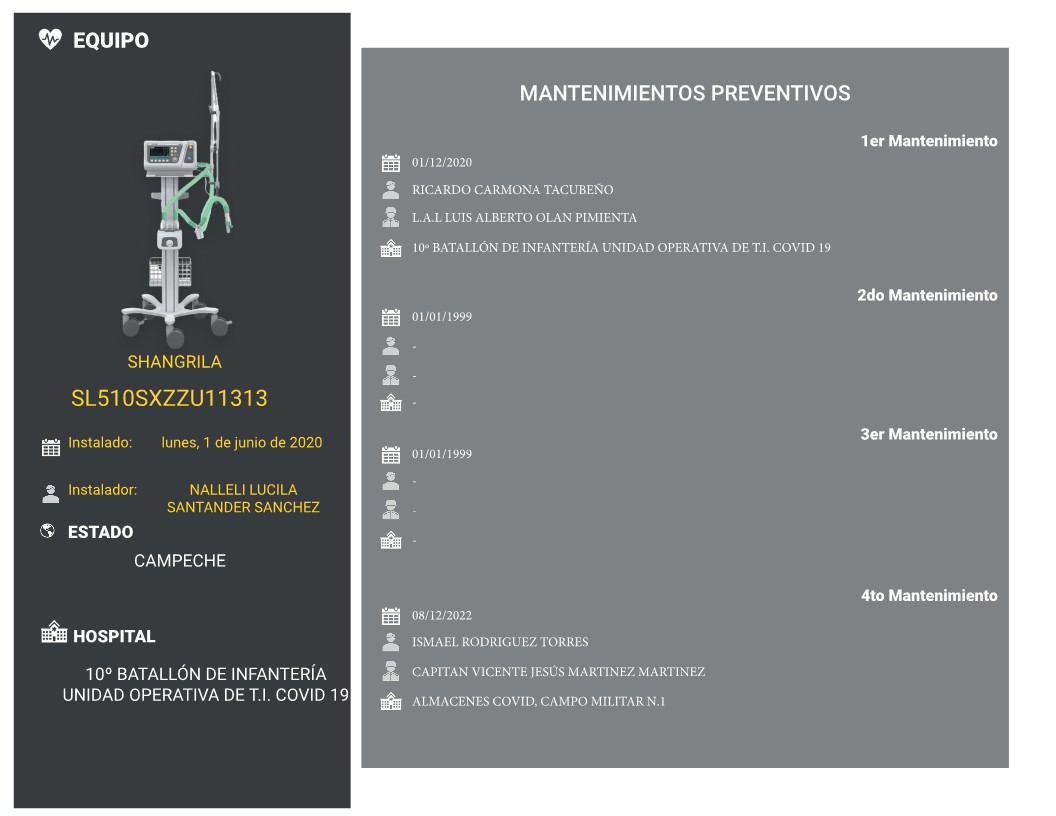 EQUIPO
SHANGRILA
SL510SXZZU11313
Instalado: lunes, 1 de junio de 2020
Instalador: NALLELI LUCILA
SANTANDER SANCHEZ
ESTADO
CAMPECHE
HOSPITAL
10º BATALLÓN DE INFANTERÍA
UNIDAD OPERATIVA DE T.I. COVID 19
MANTENIMIENTOS PREVENTIVOS
1er Mantenimiento
01/12/2020
RICARDO CARMONA TACUBEÑO
L.A.L LUIS ALBERTO OLAN PIMIENTA
10º BATALLÓN DE INFANTERÍA UNIDAD OPERATIVA DE T.I. COVID 19
2do Mantenimiento
01/01/1999
-
-
-
3er Mantenimiento
01/01/1999
-
-
-
4to Mantenimiento
08/12/2022
ISMAEL RODRIGUEZ TORRES
CAPITAN VICENTE JESÚS MARTINEZ MARTINEZ
ALMACENES COVID, CAMPO MILITAR N.1